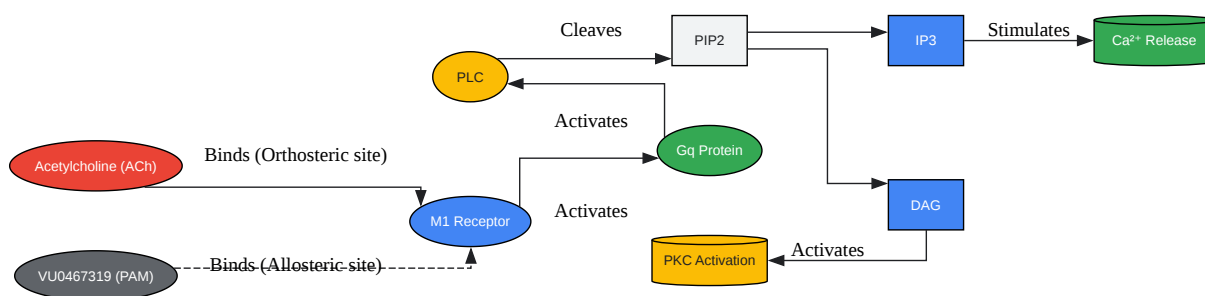 Cleaves
PIP2
IP3
Stimulates
Ca²⁺ Release
PLC
Activates
Gq Protein
Acetylcholine (ACh)
Binds (Orthosteric site)
M1 Receptor
Activates
DAG
VU0467319 (PAM)
Binds (Allosteric site)
PKC Activation
Activates